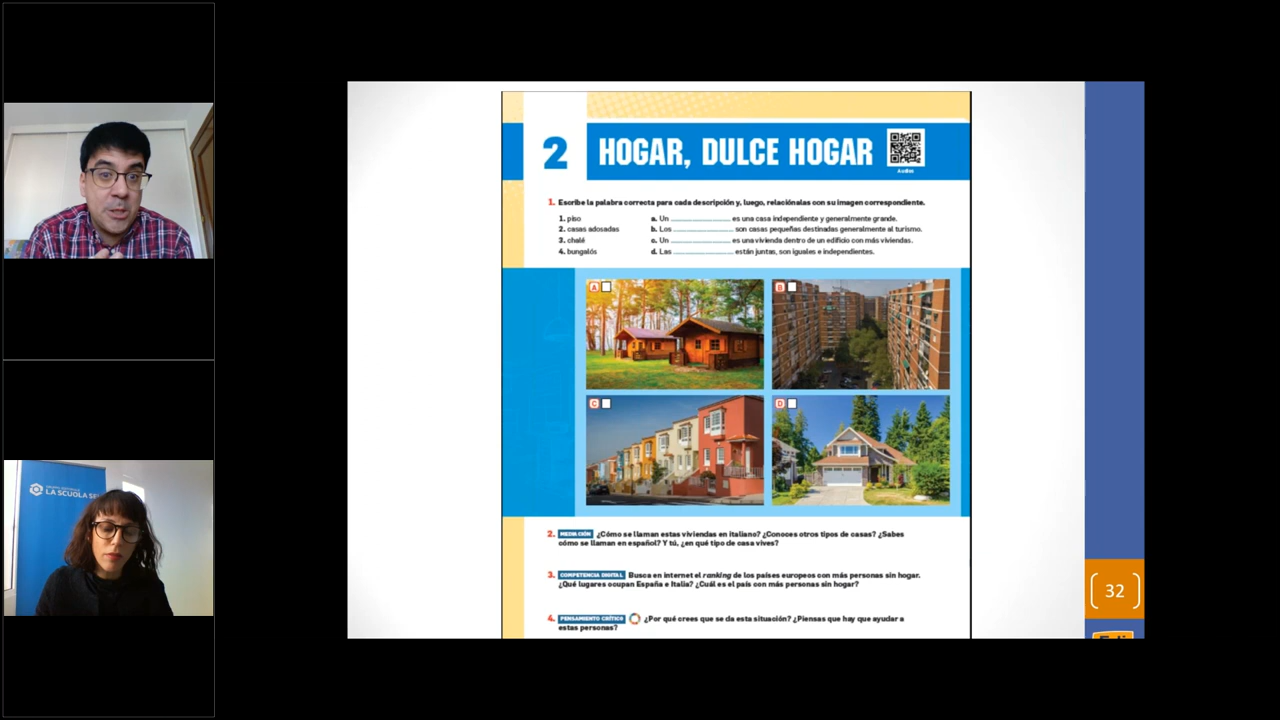 2
HOGAR, DULCE HOGAR
Audios
1. Escribe la palabra correcta para cada descripción y, luego, relaciónalas con su imagen correspondiente.
1. piso
2. casas adosadas
3. chalé
4. bungalós
a. Un ........................ es una casa independiente y generalmente grande.
b. Los ........................ son casas pequeñas destinadas generalmente al turismo.
c. Un ........................ es una vivienda dentro de un edificio con más viviendas.
d. Las ........................ están juntas, son iguales e independientes.
A
B
C
D
2. MEDIACIÓN ¿Cómo se llaman estas viviendas en italiano? ¿Conoces otros tipos de casas? ¿Sabes
cómo se llaman en español? Y tú, ¿en qué tipo de casa vives?
3. COMPETENCIA DIGITAL Busca en internet el ranking de los países europeos con más personas sin hogar.
¿Qué lugares ocupan España e Italia? ¿Cuál es el país con más personas sin hogar?
4. PENSAMIENTO CRÍTICO ¿Por qué crees que se da esta situación? ¿Piensas que hay que ayudar a
estas personas?
32
LA SCUOLA